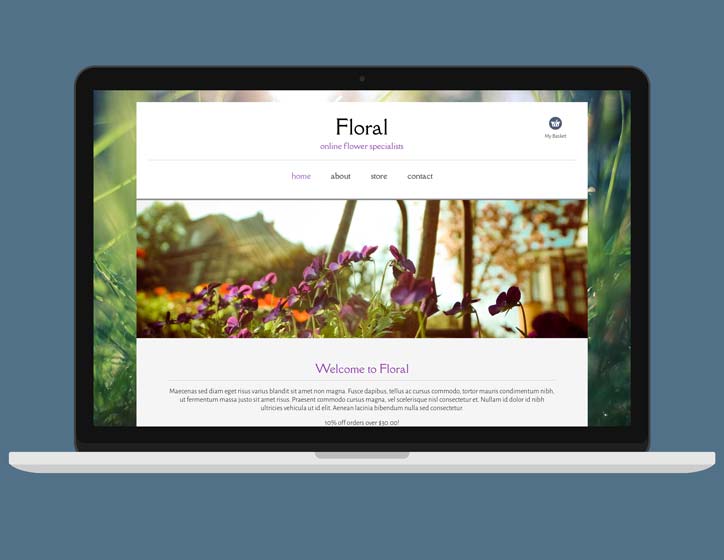 Floral
online flower specialists
My Basket
home about store contact
Welcome to Floral
Maecenas sed diam eget risus varius blandit sit amet non magna. Fusce dapibus, tellus ac cursus commodo, tortor mauris condimentum nibh,
ut fermentum massa justo sit amet risus. Praesent commodo cursus magna, vel scelerisque nisl consectetur et. Nullam id dolor id nibh
ultricies vehicula ut id elit. Aenean lacinia bibendum nulla sed consectetur.
10% off orders over $30.00!